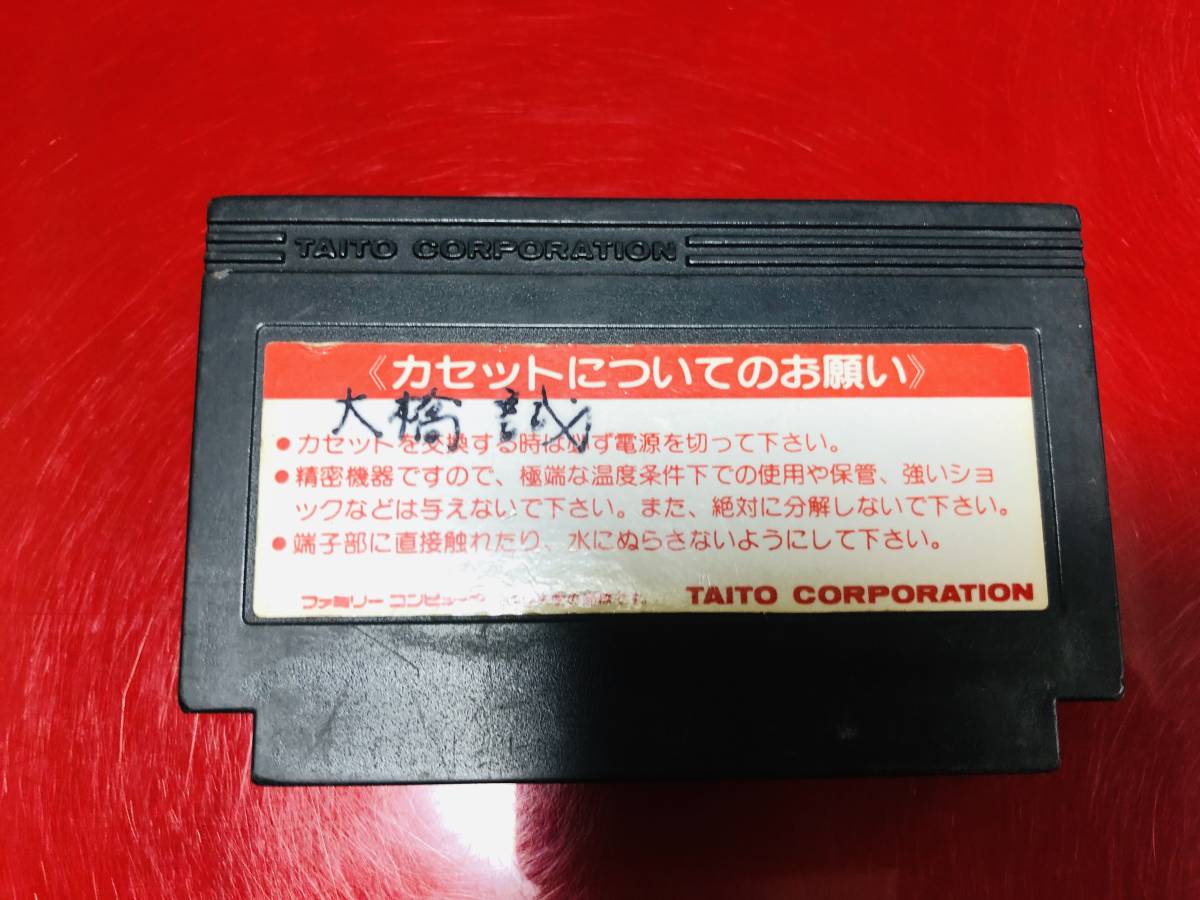 TAITO CORPORATION
《カセットについてのお願い》
大橋 誠
●カセットを交換する時は必ず電源を切って下さい。
●精密機器ですので、極端な温度条件下での使用や保管、強いショ
ックなどは与えないで下さい。また、絶対に分解しないで下さい。
●端子部に直接触れたり、水にぬらさないようにして下さい。
ファミリー コンピュータ
TAITO CORPORATION